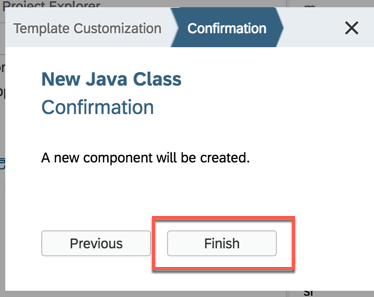 Project Explorer
Template Customization
Confirmation
New Java Class
Confirmation
A new component will be created.
Previous
Finish